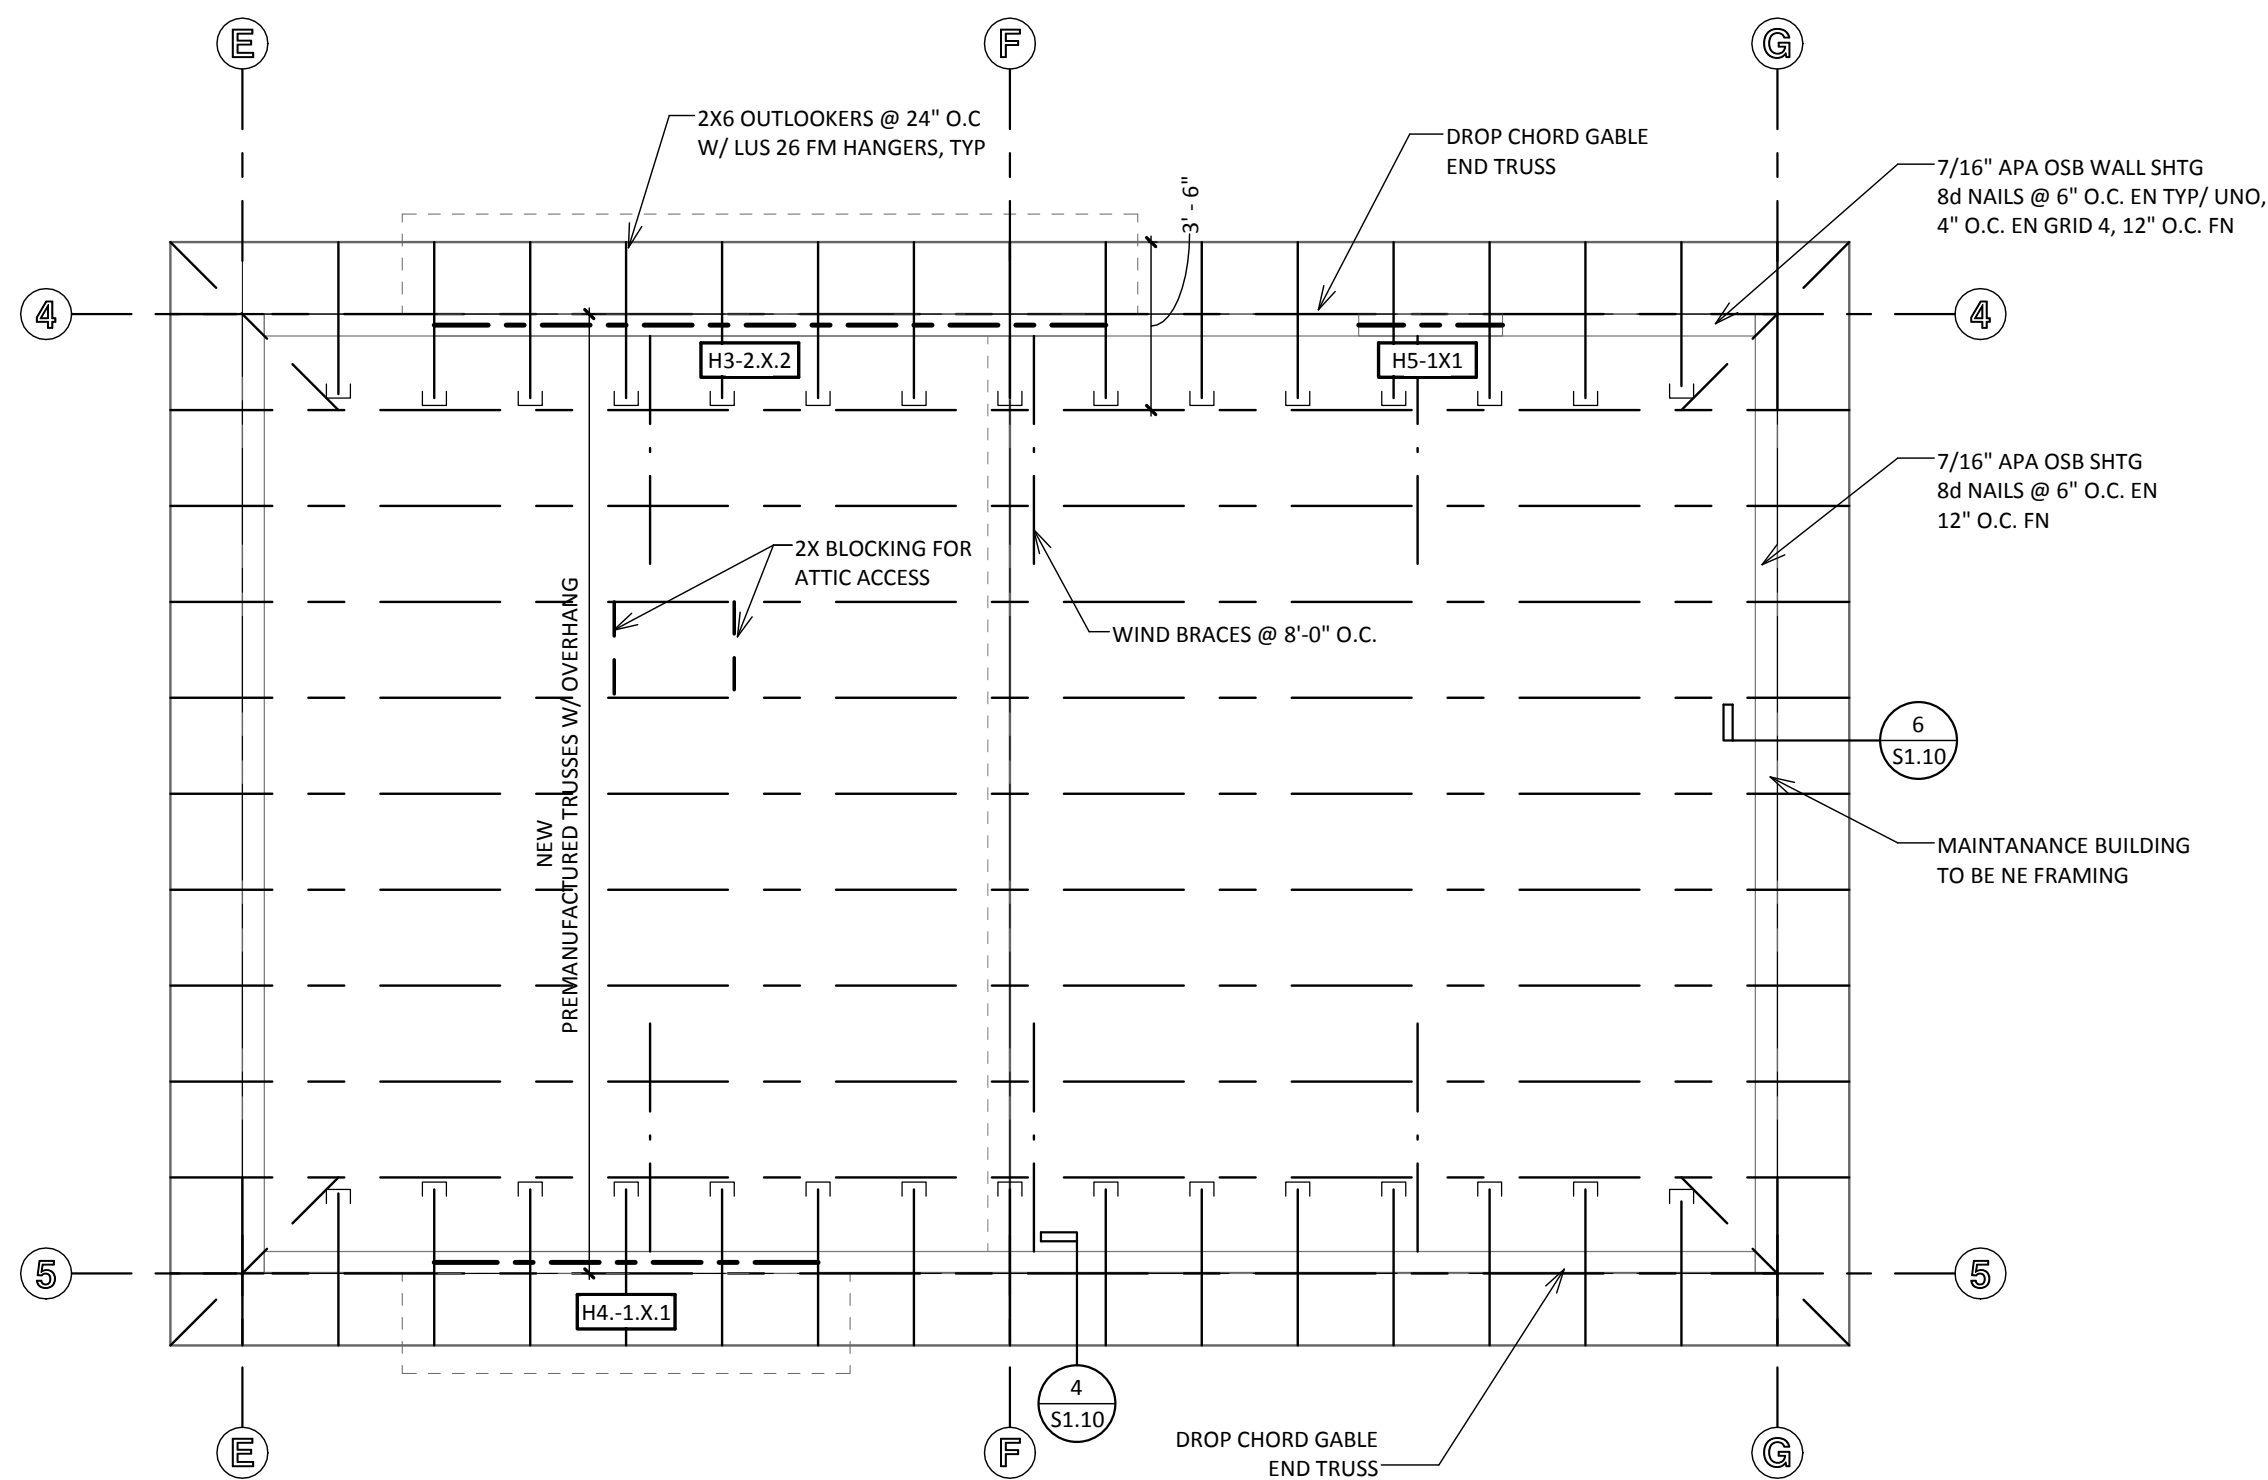 E
F
G
2X6 OUTLOOKERS @ 24" O.C
W/ LUS 26 FM HANGERS, TYP
DROP CHORD GABLE
END TRUSS
7/16" APA OSB WALL SHTG
8d NAILS @ 6" O.C. EN TYP/ UNO,
4" O.C. EN GRID 4, 12" O.C. FN
3' - 6"
4
4
H3-2.X.2
H5-1X1
7/16" APA OSB SHTG
8d NAILS @ 6" O.C. EN
12" O.C. FN
2X BLOCKING FOR
ATTIC ACCESS
WIND BRACES @ 8'-0" O.C.
NEW
PREMANUFACTURED TRUSSES W/ OVERHANG
6
S1.10
MAINTANANCE BUILDING
TO BE NE FRAMING
5
5
H4.-1.X.1
4
S1.10
DROP CHORD GABLE
END TRUSS
E
F
G